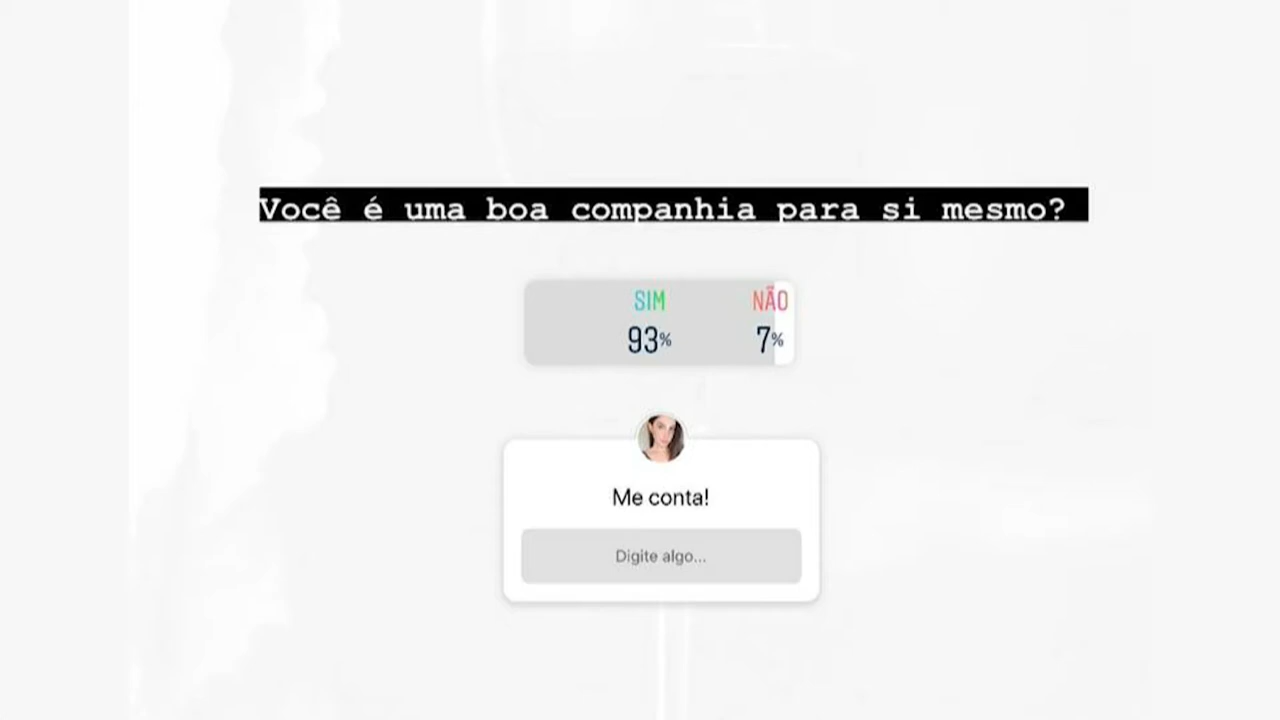 Você é uma boa companhia para si mesmo?
SIM NÃO
93% 7%
Me conta!
Digite algo...